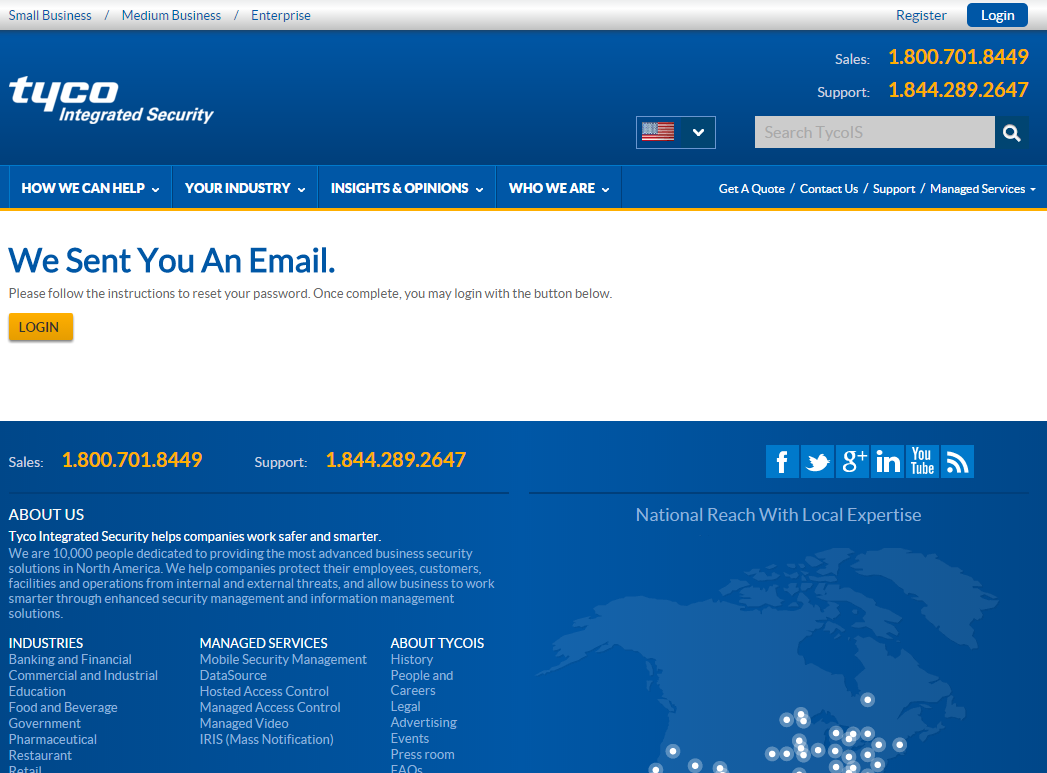 Small Business / Medium Business / Enterprise
Register Login
Sales: 1.800.701.8449
Support: 1.844.289.2647
tyco
Integrated Security
Search TycoIS
HOW WE CAN HELP YOUR INDUSTRY INSIGHTS & OPINIONS WHO WE ARE
Get A Quote / Contact Us / Support / Managed Services
We Sent You An Email.
Please follow the instructions to reset your password. Once complete, you may login with the button below.
LOGIN
Sales: 1.800.701.8449 Support: 1.844.289.2647
f g+ in You Tube
ABOUT US
Tyco Integrated Security helps companies work safer and smarter.
We are 10,000 people dedicated to providing the most advanced business security
solutions in North America. We help companies protect their employees, customers,
facilities and operations from internal and external threats, and allow business to work
smarter through enhanced security management and information management
solutions.
National Reach With Local Expertise
INDUSTRIES
Banking and Financial
Commercial and Industrial
Education
Food and Beverage
Government
Pharmaceutical
Restaurant
Retail
MANAGED SERVICES
Mobile Security Management
DataSource
Hosted Access Control
Managed Access Control
Managed Video
IRIS (Mass Notification)
ABOUT TYCOIS
History
People and
Careers
Legal
Advertising
Events
Press room
FAQs